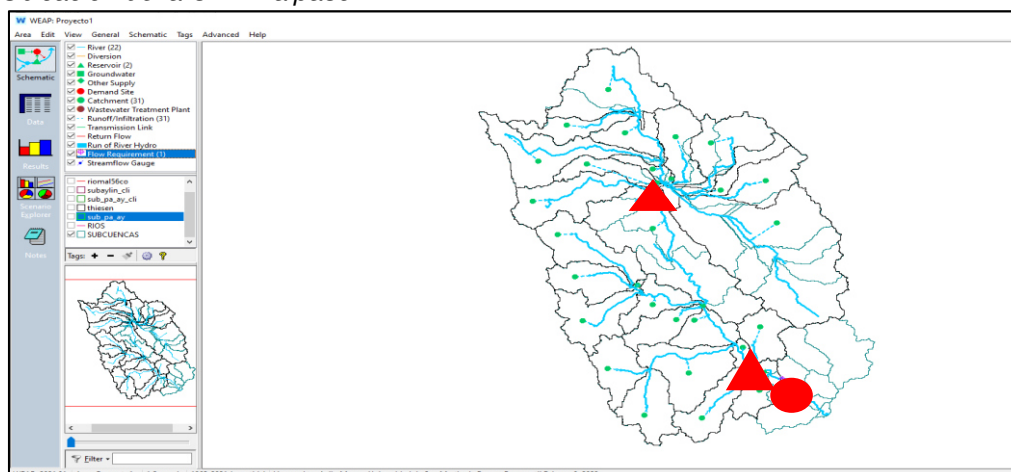 WEAP: Proyecto1
Area Edit View General Schematic Tags Advanced Help
Schematic
Data
Results
Scenario Explorer
Notes
River (22)
Diversion
Reservoir (2)
Groundwater
Other Supply
Demand Site
Catchment (31)
Wastewater Treatment Plant
Runoff/Infiltration (31)
Transmission Link
Return Flow
Run of River Hydro
Flow Requirement (1)
Streamflow Gauge
riomal56co
subaylin_cli
sub_pa_ay_cli
thiesen
sub_pa_ay
RIOS
SUBCUENCAS
Tags:
Filter